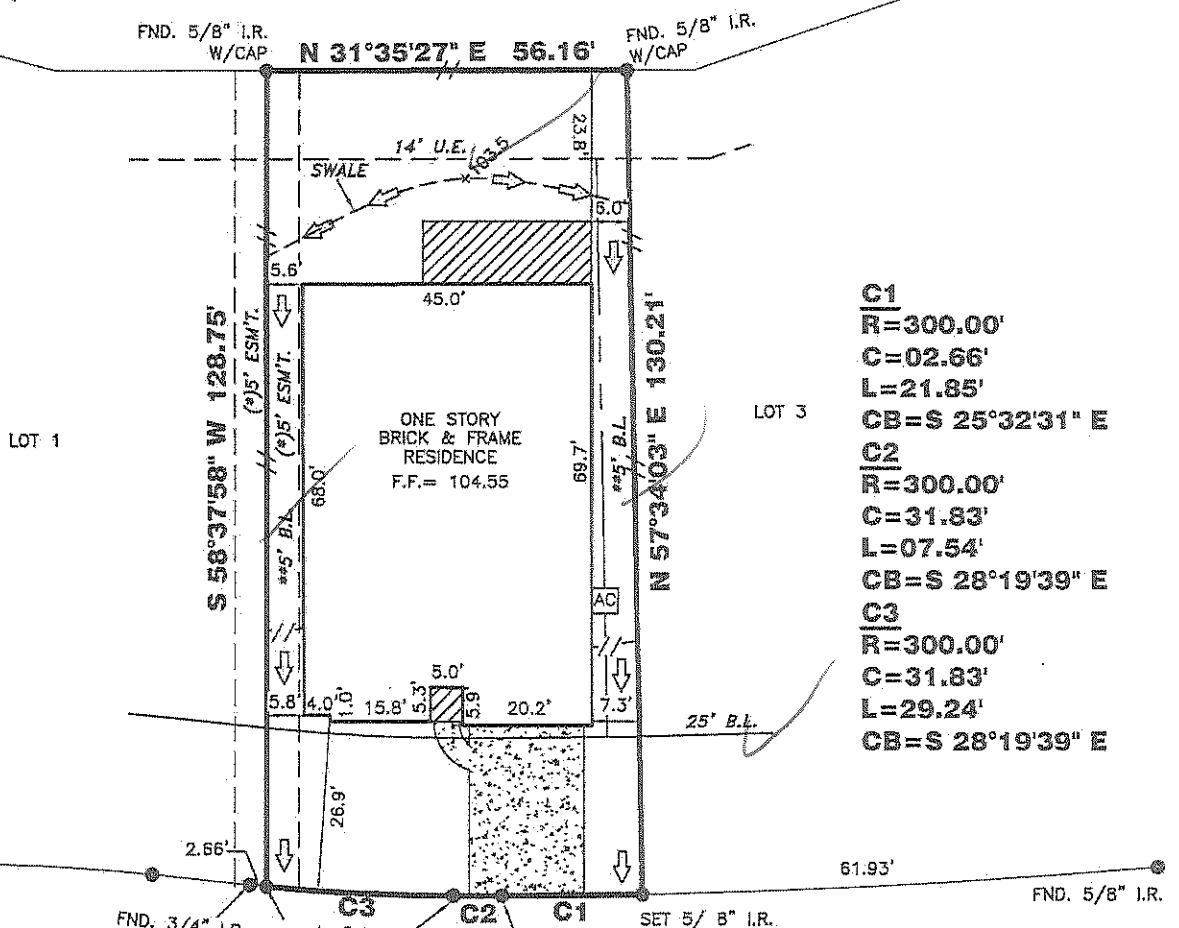 FND. 5/8" I.R.
W/CAP
N 31°35'27" E 56.16'
FND. 5/8" I.R.
W/CAP
23.8'
14' U.E.
103.5
SWALE
6.0'
5.6'
45.0'
S 58°37'58" W 128.75'
(*)5' ESM'T.
(*)5' ESM'T.
**5' B.L.
68.0'
ONE STORY
BRICK & FRAME
RESIDENCE
F.F.= 104.55
69.7'
**5' B.L.
N 57°34'03" E 130.21'
LOT 1
LOT 3
C1
R=300.00'
C=02.66'
L=21.85'
CB=S 25°32'31" E
C2
R=300.00'
C=31.83'
L=07.54'
CB=S 28°19'39" E
C3
R=300.00'
C=31.83'
L=29.24'
CB=S 28°19'39" E
AC
5.0'
5.8'
4.0'
1.0'
15.8'
5.3'
5.9
20.2'
7.3'
25' B.L.
26.9'
2.66'
61.93'
C3
C2
C1
FND. 3/4" I.R.
SET 5/ 8" I.R.
FND. 5/8" I.R.